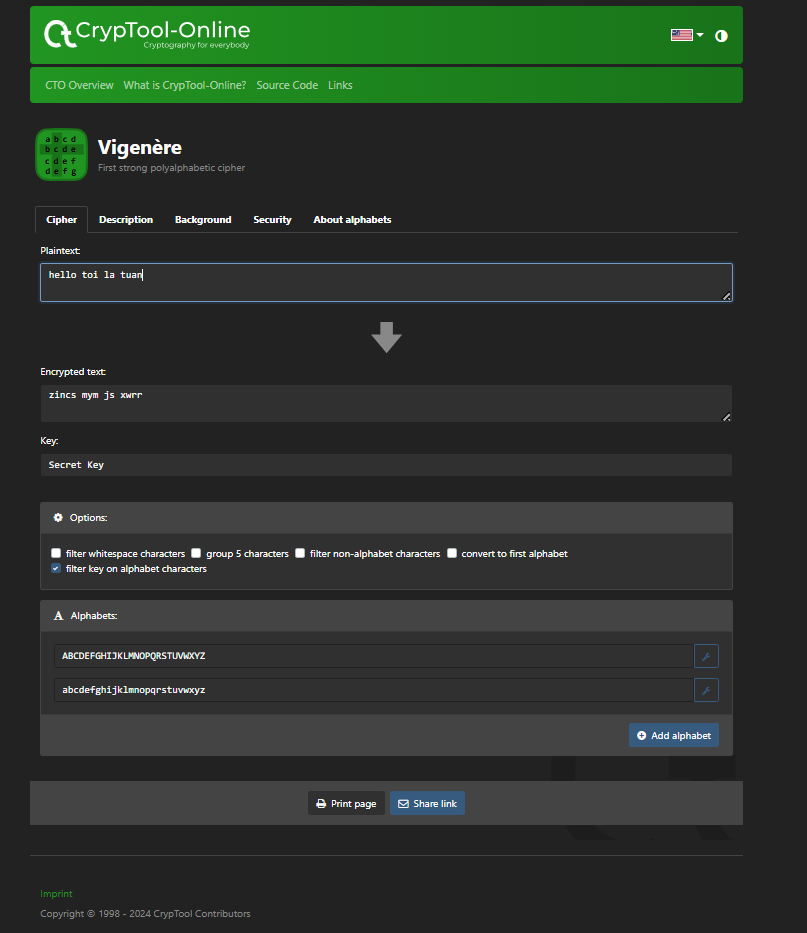 CrypTool-Online
Cryptography for everybody
CTO Overview What is CrypTool-Online? Source Code Links
a b c d
b c d e
c d e f
d e f g
Vigenère
First strong polyalphabetic cipher
Cipher Description Background Security About alphabets
Plaintext:
hello toi la tuan
Encrypted text:
zincs mym js xwrr
Key:
Secret Key
Options:
filter whitespace characters group 5 characters filter non-alphabet characters convert to first alphabet
filter key on alphabet characters
A Alphabets:
ABCDEFGHIJKLMNOPQRSTUVWXYZ
abcdefghijklmnopqrstuvwxyz
Add alphabet
Print page Share link
Imprint
Copyright © 1998 - 2024 CrypTool Contributors